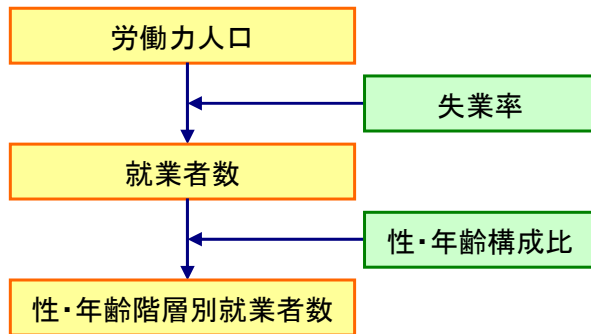 労働力人口
失業率
就業者数
性・年齢構成比
性・年齢階層別就業者数